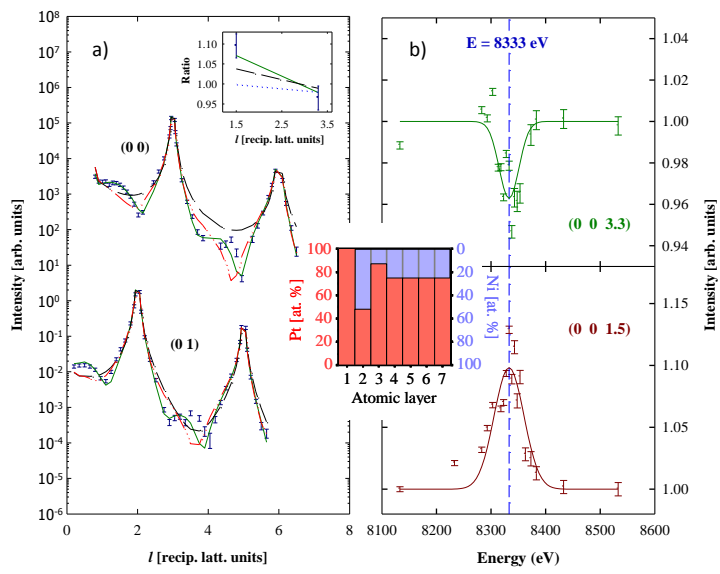 a)
(0 0)
(0 1)
Intensity [arb. units]
10^8
10^7
10^6
10^5
10^4
10^3
10^2
10^1
10^0
10^-1
10^-2
10^-3
10^-4
10^-5
10^-6
0 2 4 6 8
l [recip. latt. units]
Ratio
1.10
1.05
1.00
0.95
1.5 2.5 3.5
l [recip. latt. units]
Pt [at. %]
100
80
60
40
20
0
Ni [at. %]
0
20
40
60
80
100
1 2 3 4 5 6 7
Atomic layer
b)
E = 8333 eV
(0 0 3.3)
(0 0 1.5)
1.04
1.02
1.00
0.98
0.96
0.94
1.15
1.10
1.05
1.00
Intensity [arb. units]
8100 8200 8300 8400 8500 8600
Energy (eV)